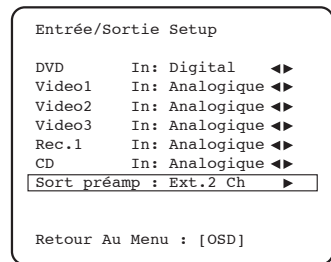 Entrée/Sortie Setup
DVD In: Digital ◀▶
Video1 In: Analogique ◀▶
Video2 In: Analogique ◀▶
Video3 In: Analogique ◀▶
Rec.1 In: Analogique ◀▶
CD In: Analogique ◀▶
Sort préamp : Ext.2 Ch ▶
Retour Au Menu : [OSD]